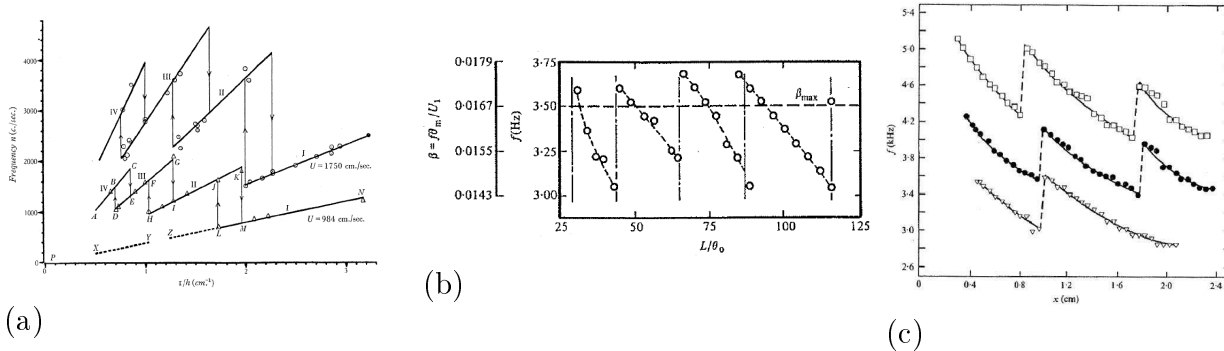 Frequency n (c./sec.)
4000
3000
2000
1000
0
1
2
3
1/h (cm⁻¹)
IV
III
II
I
U = 1750 cm./sec.
IV
III
II
I
U = 984 cm./sec.
A
B
C
D
E
F
G
H
I
J
K
L
M
N
P
X
Y
Z
(a)
β = fθm/U1
0·0179
0·0167
0·0155
0·0143
f(Hz)
3·75
3·50
3·25
3·00
βmax
25
50
75
100
125
L/θ0
(b)
f (kHz)
5·4
5·0
4·6
4·2
3·8
3·4
3·0
2·6
0·4
0·8
1·2
1·6
2·0
2·4
x (cm)
(c)